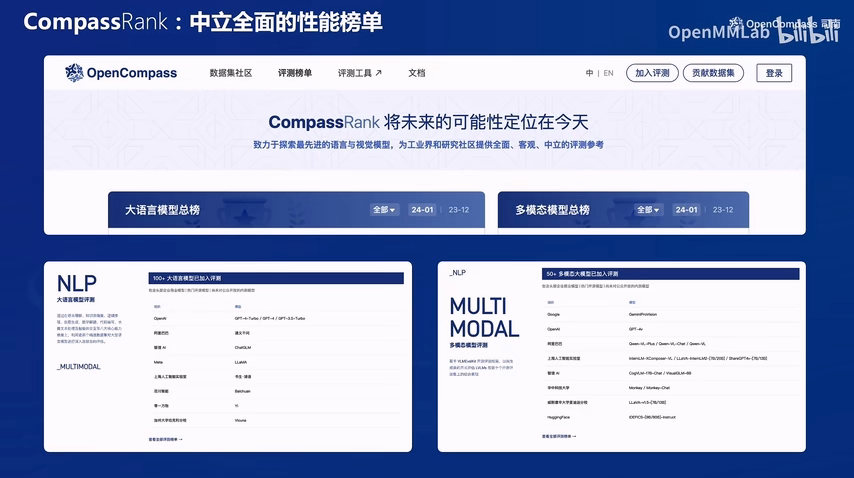 CompassRank：中立全面的性能榜单
OpenMMLab bilibili
OpenCompass 司南
OpenCompass 数据集社区 评测榜单 评测工具 ↗ 文档 中 | EN 加入评测 贡献数据集 登录
CompassRank 将未来的可能性定位在今天
致力于探索最先进的语言与视觉模型，为工业界和研究社区提供全面、客观、中立的评测参考
大语言模型总榜 全部 24-01 | 23-12
多模态模型总榜 全部 24-01 | 23-12
NLP
大语言模型评测
_MULTIMODAL
100+ 大语言模型已加入评测
OpenAI GPT-4-Turbo / GPT-4 / GPT-3.5-Turbo
阿里巴巴 通义千问
智谱 AI ChatGLM
Meta LLaMA
上海人工智能实验室 书生·浦语
百川智能 Baichuan
零一万物 Yi
加州大学伯克利分校 Vicuna
查看全部评测榜单 →
_NLP
MULTI
MODAL
多模态模型评测
50+ 多模态大模型已加入评测
Google GeminiProVision
OpenAI GPT-4v
阿里巴巴 Qwen-VL-Plus / Qwen-VL-Chat / Qwen-VL
上海人工智能实验室 InternLM-XComposer-VL / LLaVA-InternLM2-[7B/20B] / ShareGPT4v-[7B/13B]
智谱 AI CogVLM-17B-Chat / VisualGLM-6B
华中科技大学 Monkey / Monkey-Chat
威斯康辛大学麦迪逊分校 LLaVA-v1.5-[7B/13B]
HuggingFace IDEFICS-[9B/80B]-Instruct
查看全部评测榜单 →